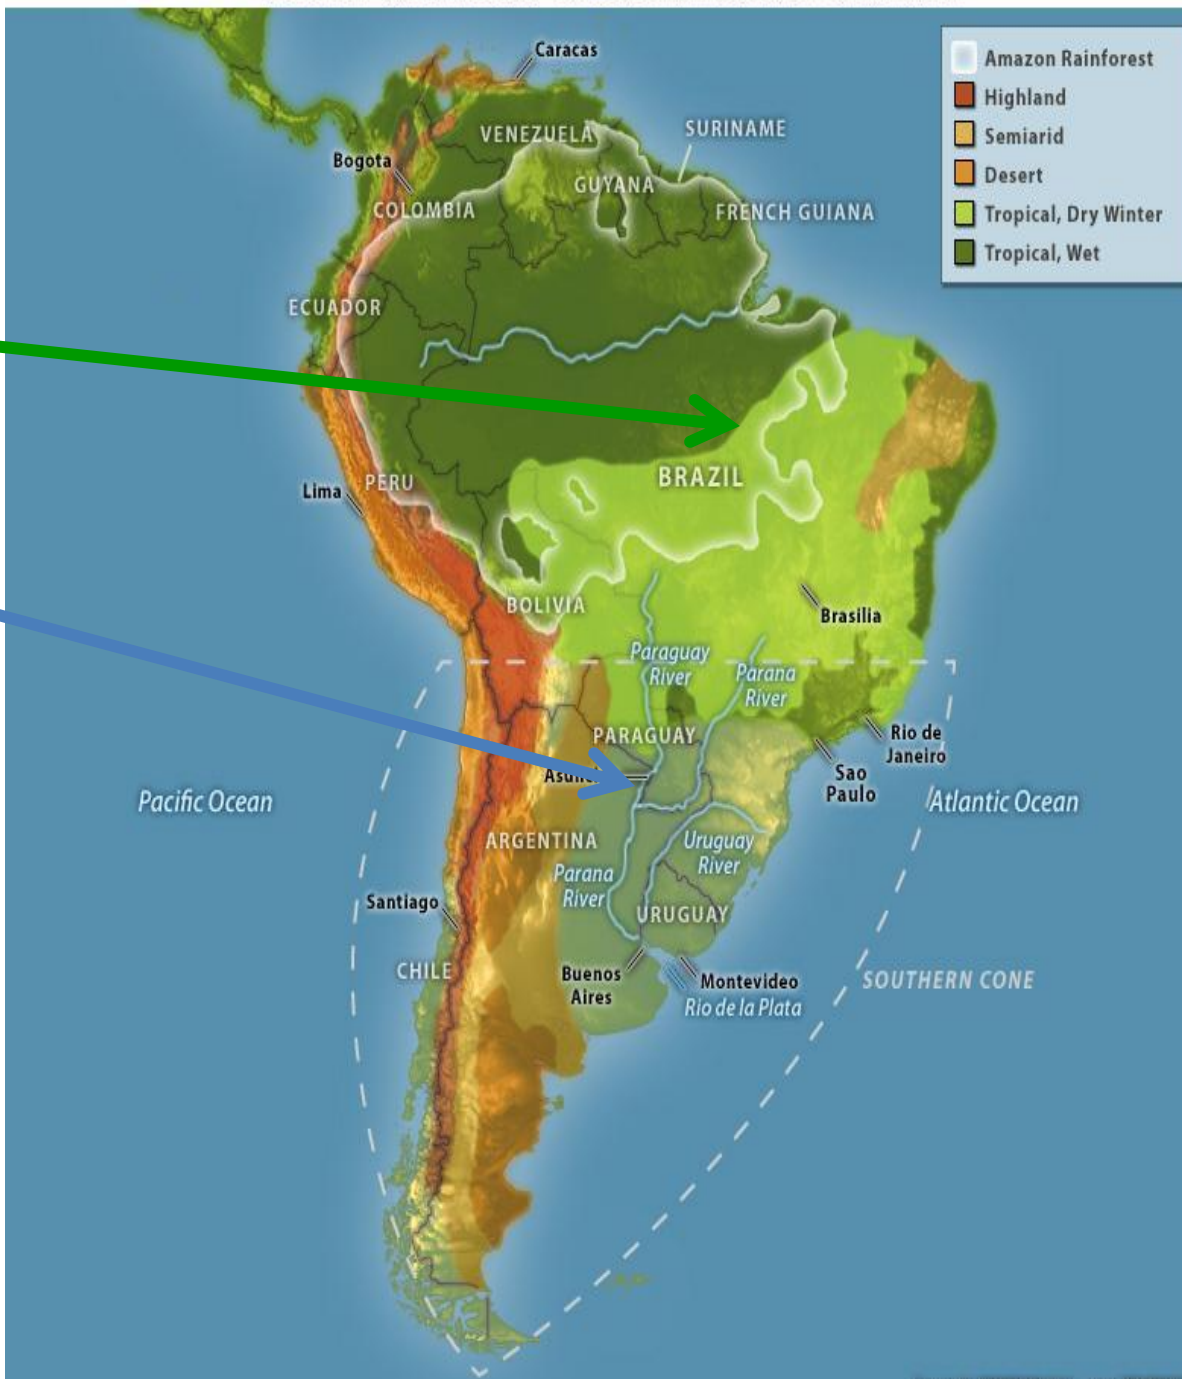 Caracas
Amazon Rainforest
Highland
Semiarid
Desert
Tropical, Dry Winter
Tropical, Wet
VENEZUELA
SURINAME
Bogota
GUYANA
COLOMBIA
FRENCH GUIANA
ECUADOR
BRAZIL
PERU
Lima
BOLIVIA
Brasilia
Paraguay
River
Parana
River
PARAGUAY
Rio de
Janeiro
Sao
Paulo
Pacific Ocean
Atlantic Ocean
ARGENTINA
Uruguay
River
Parana
River
Santiago
URUGUAY
CHILE
Buenos
Aires
Montevideo
Rio de la Plata
SOUTHERN CONE